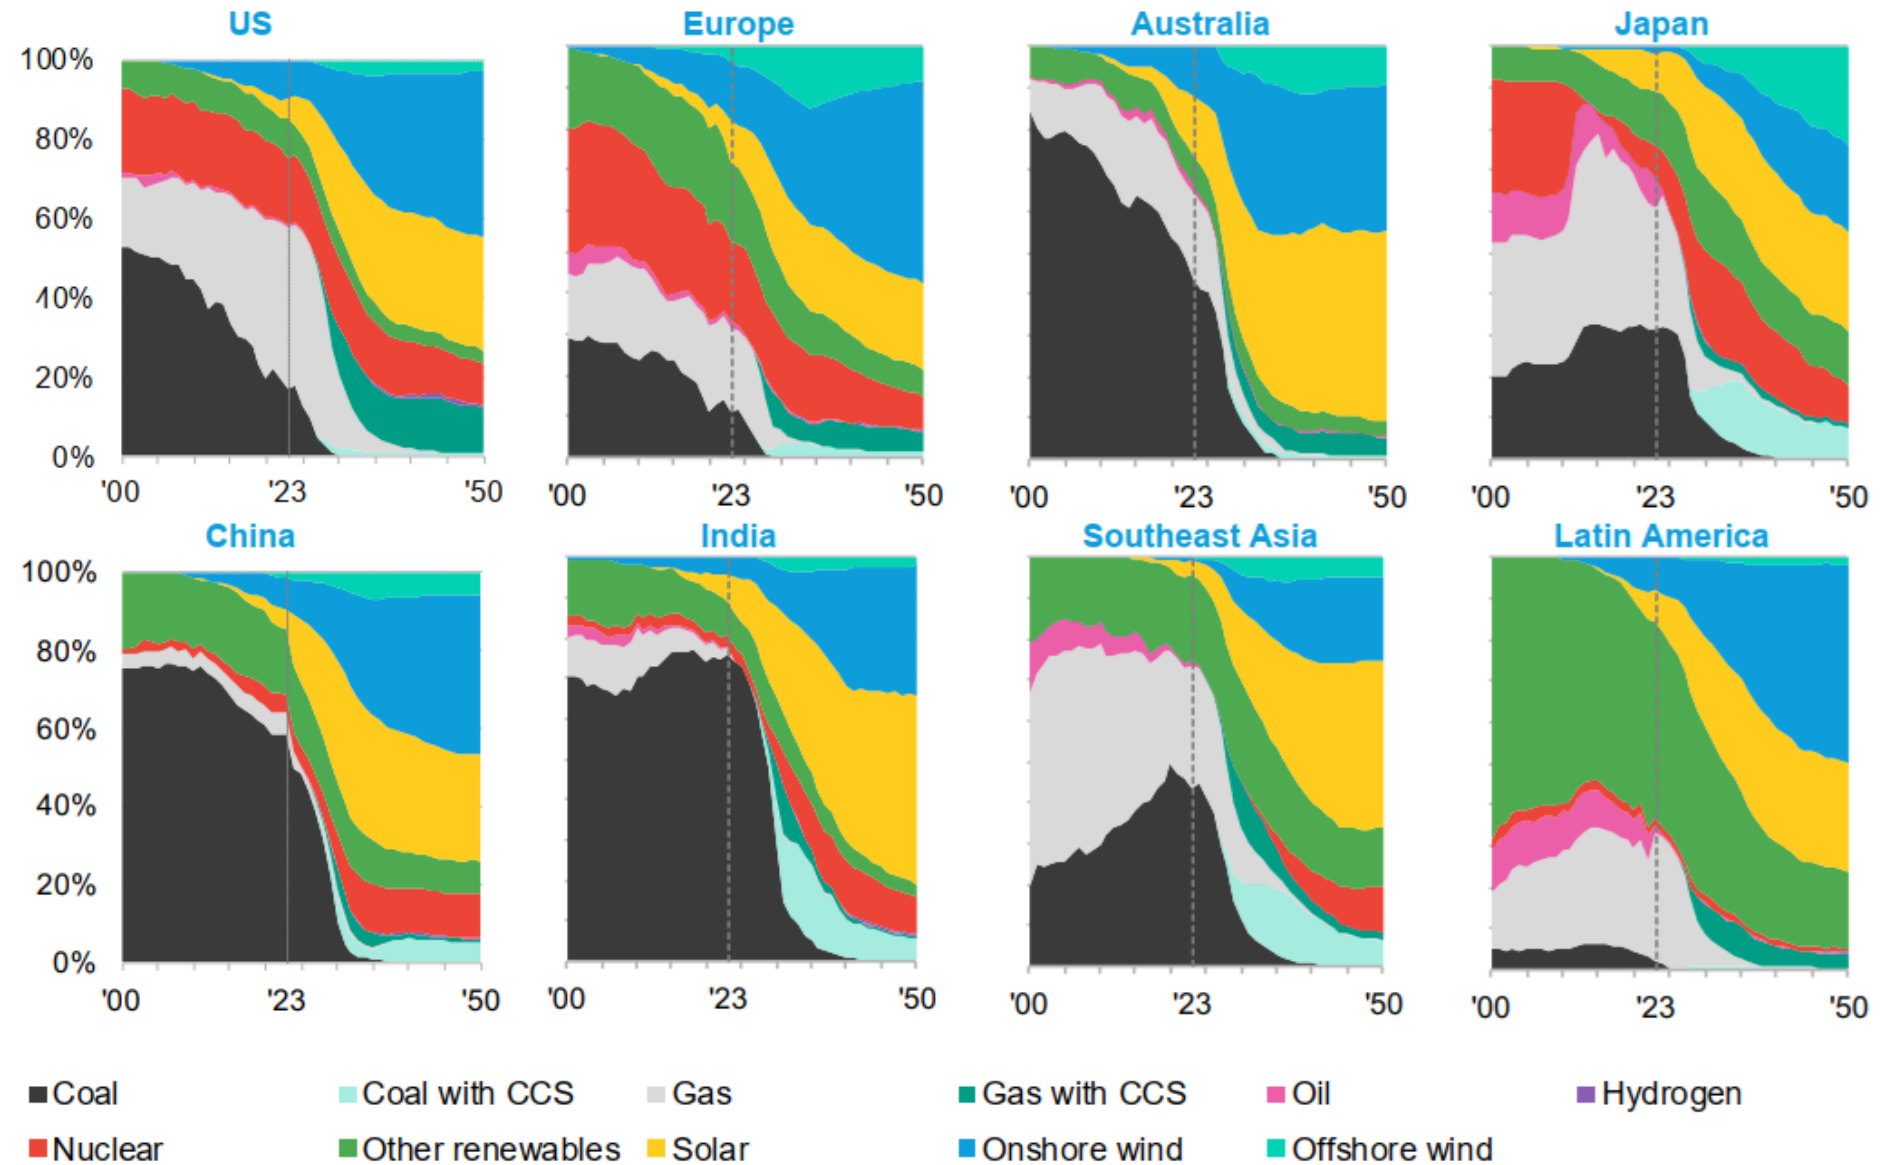 US Europe Australia Japan
100%
80%
60%
40%
20%
0%
'00 '23 '50 '00 '23 '50 '00 '23 '50 '00 '23 '50
China India Southeast Asia Latin America
100%
80%
60%
40%
20%
0%
'00 '23 '50 '00 '23 '50 '00 '23 '50 '00 '23 '50
Coal Coal with CCS Gas Gas with CCS Oil Hydrogen
Nuclear Other renewables Solar Onshore wind Offshore wind